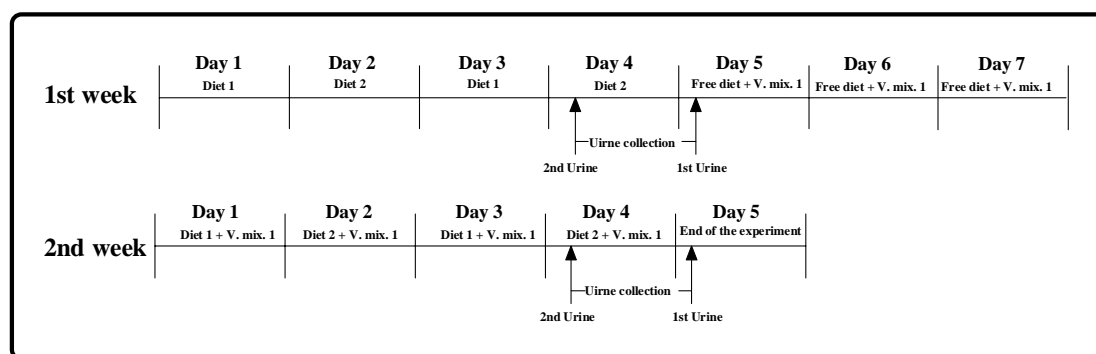 1st week
Day 1 Day 2 Day 3 Day 4 Day 5 Day 6 Day 7
Diet 1 Diet 2 Diet 1 Diet 2 Free diet + V. mix. 1 Free diet + V. mix. 1 Free diet + V. mix. 1
Uirne collection
2nd Urine 1st Urine
2nd week
Day 1 Day 2 Day 3 Day 4 Day 5
Diet 1 + V. mix. 1 Diet 2 + V. mix. 1 Diet 1 + V. mix. 1 Diet 2 + V. mix. 1 End of the experiment
Uirne collection
2nd Urine 1st Urine